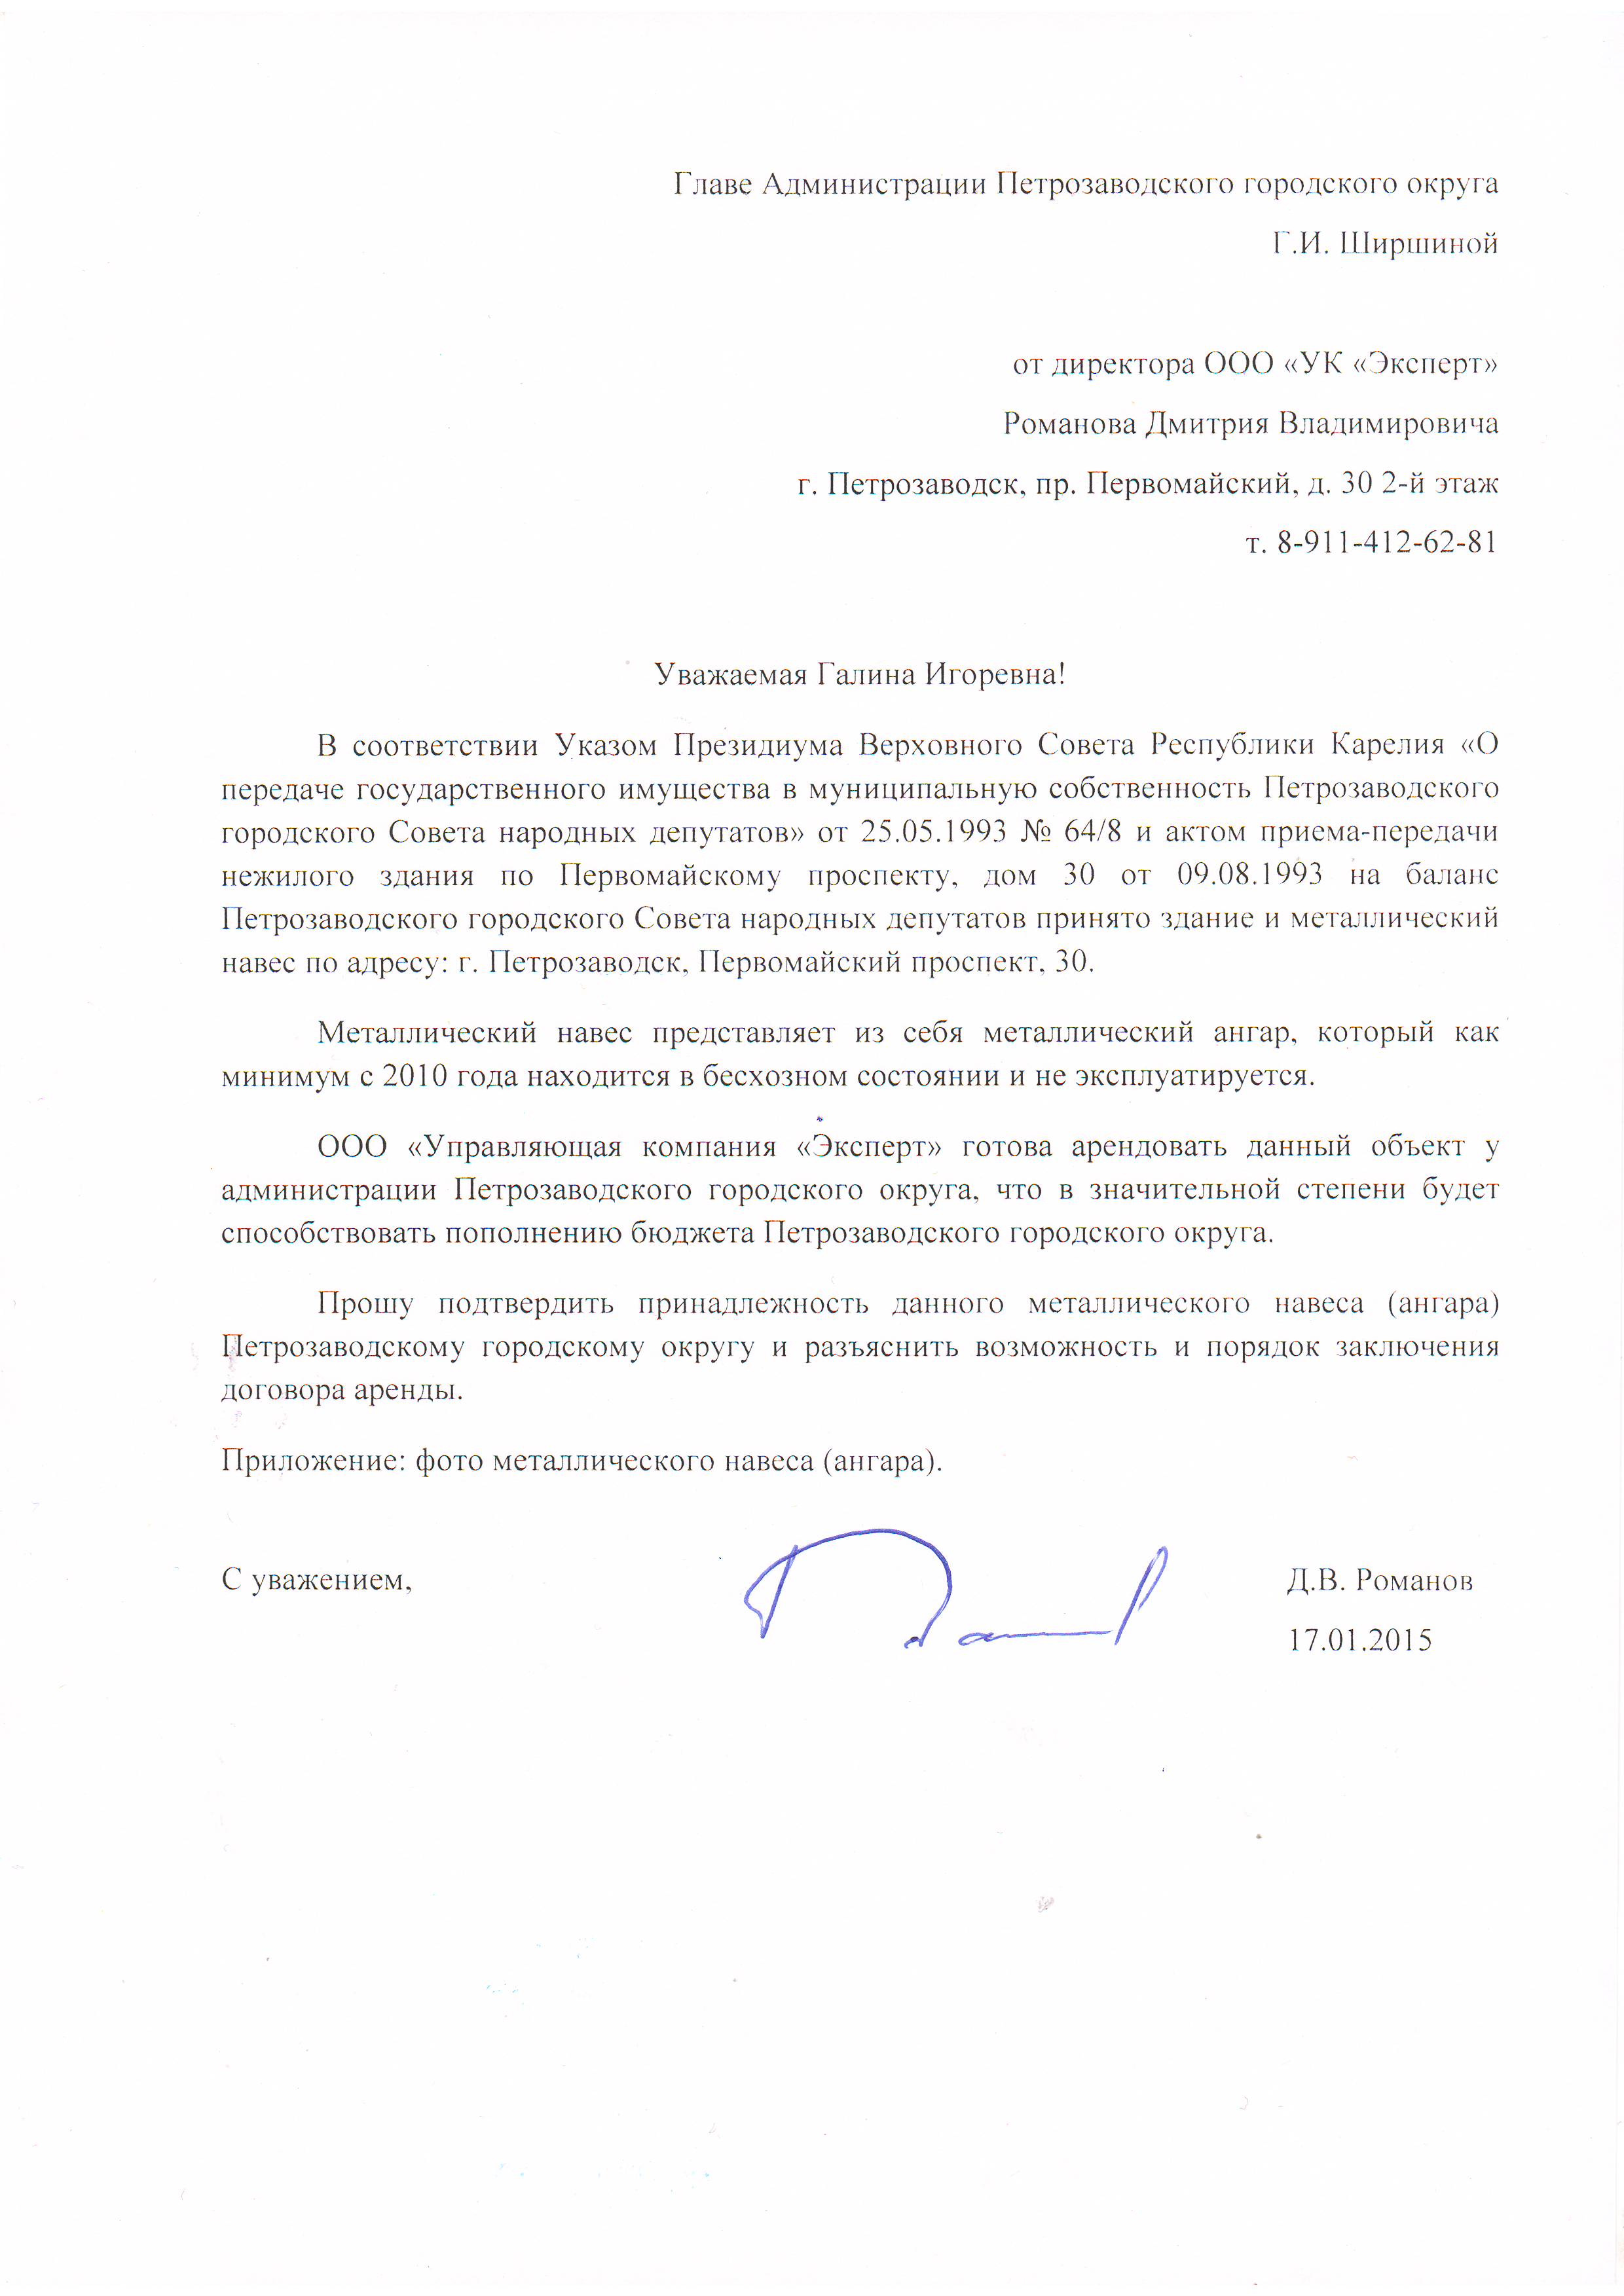 Главе Администрации Петрозаводского городского округа
Г.И. Ширшиной
от директора ООО «УК «Эксперт»
Романова Дмитрия Владимировича
г. Петрозаводск, пр. Первомайский, д. 30 2-й этаж
т. 8-911-412-62-81
Уважаемая Галина Игоревна!
В соответствии Указом Президиума Верховного Совета Республики Карелия «О
передаче государственного имущества в муниципальную собственность Петрозаводского
городского Совета народных депутатов» от 25.05.1993 № 64/8 и актом приема-передачи
нежилого здания по Первомайскому проспекту, дом 30 от 09.08.1993 на баланс
Петрозаводского городского Совета народных депутатов принято здание и металлический
навес по адресу: г. Петрозаводск, Первомайский проспект, 30.
Металлический навес представляет из себя металлический ангар, который как
минимум с 2010 года находится в бесхозном состоянии и не эксплуатируется.
ООО «Управляющая компания «Эксперт» готова арендовать данный объект у
администрации Петрозаводского городского округа, что в значительной степени будет
способствовать пополнению бюджета Петрозаводского городского округа.
Прошу подтвердить принадлежность данного металлического навеса (ангара)
Петрозаводскому городскому округу и разъяснить возможность и порядок заключения
договора аренды.
Приложение: фото металлического навеса (ангара).
С уважением, Д.В. Романов
17.01.2015